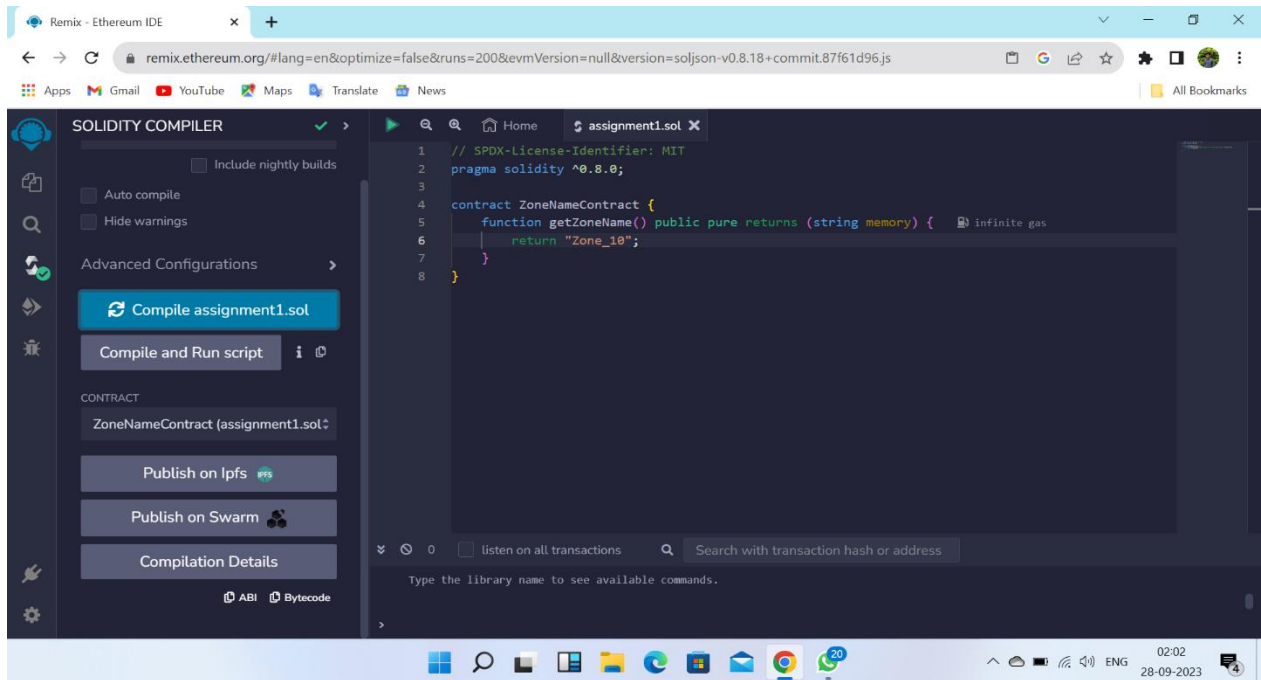 Remix - Ethereum IDE
remix.ethereum.org/#lang=en&optimize=false&runs=200&evmVersion=null&version=soljson-v0.8.18+commit.87f61d96.js
Apps Gmail YouTube Maps Translate News All Bookmarks
SOLIDITY COMPILER
Include nightly builds
Auto compile
Hide warnings
Advanced Configurations
Compile assignment1.sol
Compile and Run script
CONTRACT
ZoneNameContract (assignment1.sol
Publish on Ipfs IPFS
Publish on Swarm
Compilation Details
ABI Bytecode
Home assignment1.sol
1 // SPDX-License-Identifier: MIT
2 pragma solidity ^0.8.0;
3
4 contract ZoneNameContract {
5 function getZoneName() public pure returns (string memory) { infinite gas
6 return "Zone_10";
7 }
8 }
0 listen on all transactions Search with transaction hash or address
Type the library name to see available commands.
>
20
ENG
02:02
28-09-2023
4